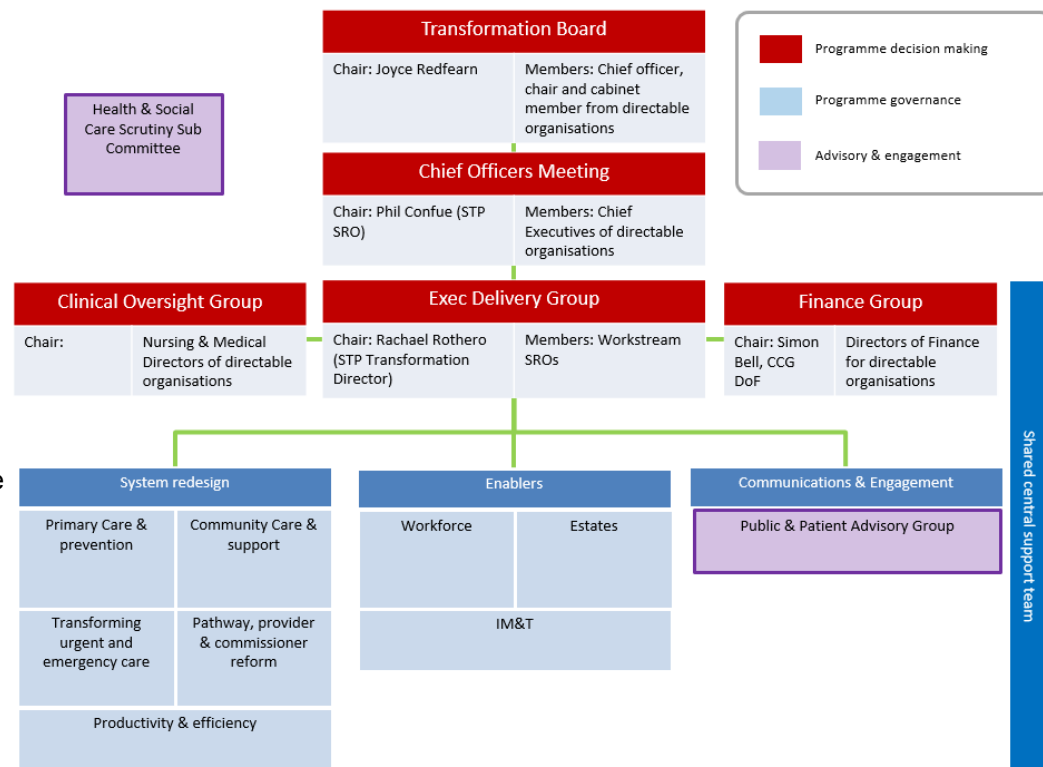 Transformation Board
Chair: Joyce Redfearn
Members: Chief officer,
chair and cabinet
member from directable
organisations
Programme decision making
Programme governance
Advisory & engagement
Health & Social
Care Scrutiny Sub
Committee
Chief Officers Meeting
Chair: Phil Confue (STP
SRO)
Members: Chief
Executives of directable
organisations
Clinical Oversight Group
Chair:
Nursing & Medical
Directors of directable
organisations
Exec Delivery Group
Chair: Rachael Rothero
(STP Transformation
Director)
Members: Workstream
SROs
Finance Group
Chair: Simon
Bell, CCG
DoF
Directors of Finance
for directable
organisations
Shared central support team
e
System redesign
Primary Care &
prevention
Community Care &
support
Transforming
urgent and
emergency care
Pathway, provider
& commissioner
reform
Productivity & efficiency
Enablers
Workforce
Estates
IM&T
Communications & Engagement
Public & Patient Advisory Group